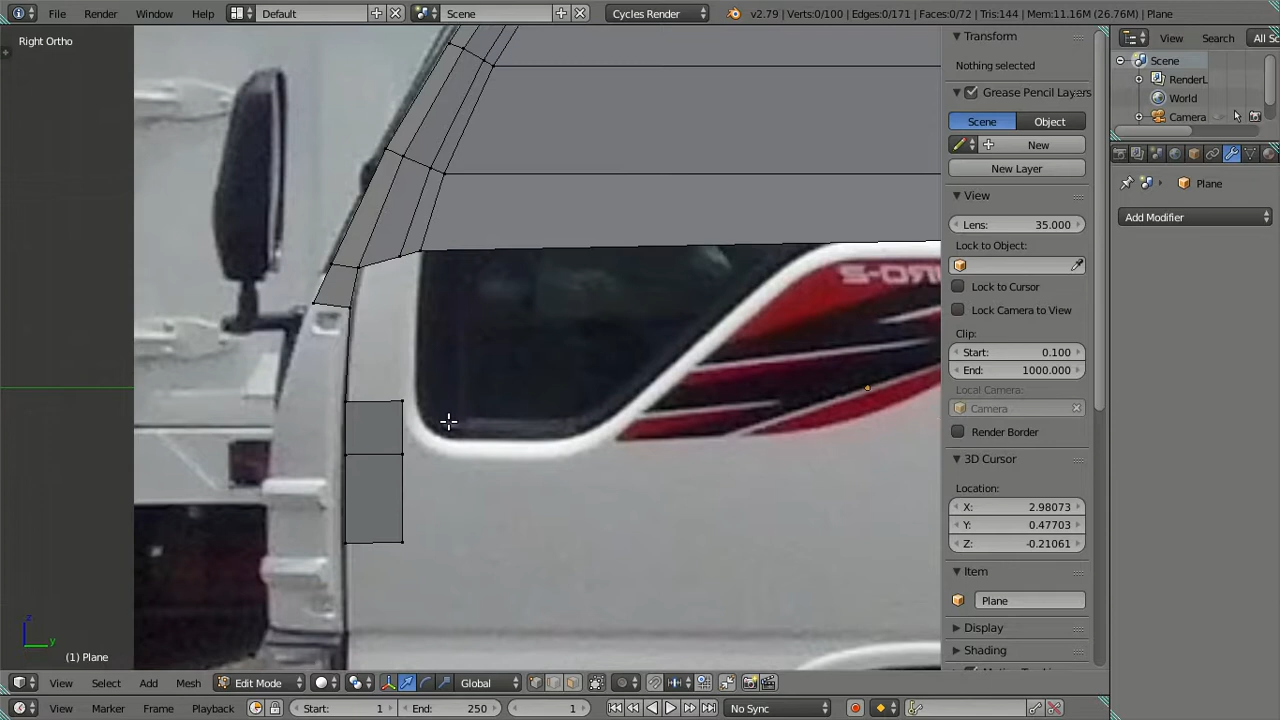 File Render Window Help Default Scene Cycles Render v2.79 | Verts:0/100 | Edges:0/171 | Faces:0/72 | Tris:144 | Mem:11.16M (26.76M) | Plane
Right Ortho
Transform
Nothing selected
Grease Pencil Layers
Scene Object
New
New Layer
View
Lens: 35.000
Lock to Object:
Lock to Cursor
Lock Camera to View
Clip:
Start: 0.100
End: 1000.000
Local Camera:
Camera
Render Border
3D Cursor
Location:
X: 2.98073
Y: 0.47703
Z: -0.21061
Item
Plane
Display
Shading
View Search All Sc
Scene
RenderL
World
Camera
Plane
Add Modifier
z
y
(1) Plane
View Select Add Mesh Edit Mode Global
View Marker Frame Playback Start: 1 End: 250 1 No Sync